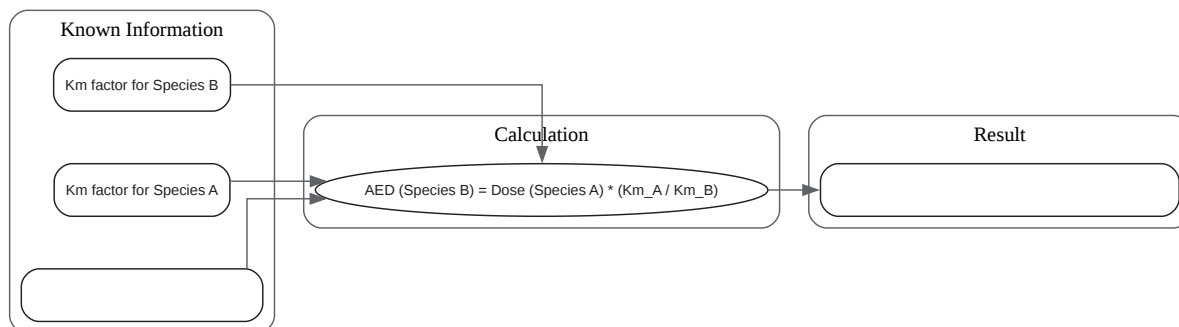 Known Information
Km factor for Species B
Calculation
Result
Km factor for Species A
AED (Species B) = Dose (Species A) * (Km_A / Km_B)